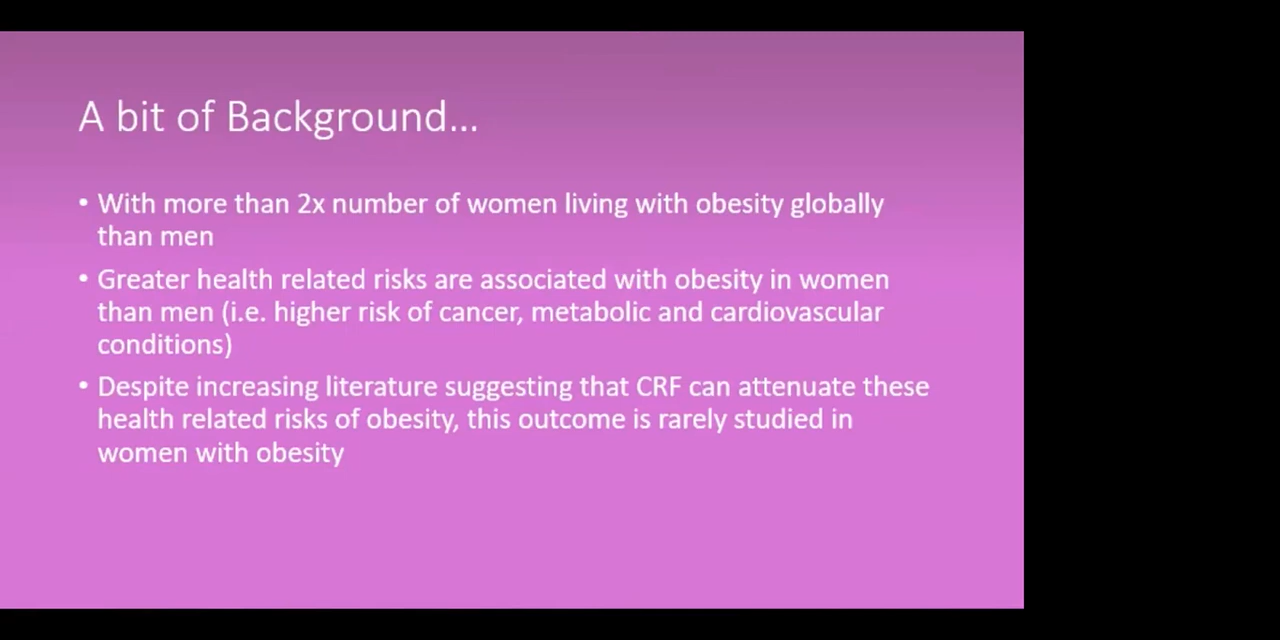 A bit of Background...
• With more than 2x number of women living with obesity globally
than men
• Greater health related risks are associated with obesity in women
than men (i.e. higher risk of cancer, metabolic and cardiovascular
conditions)
• Despite increasing literature suggesting that CRF can attenuate these
health related risks of obesity, this outcome is rarely studied in
women with obesity